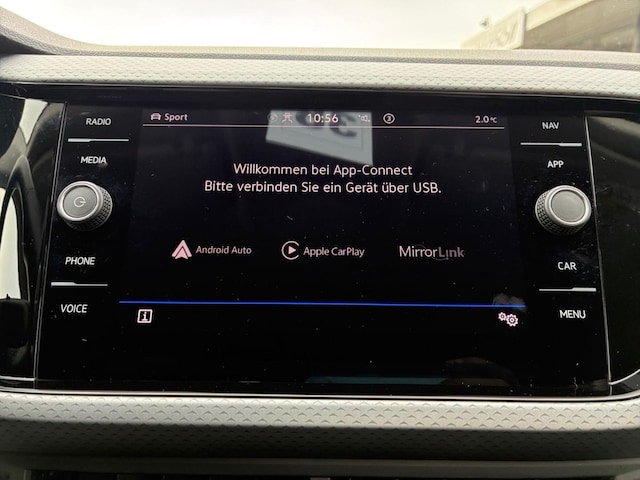 RADIO
MEDIA
PHONE
VOICE
Sport
10:56
3
2.0°C
Willkommen bei App-Connect
Bitte verbinden Sie ein Gerät über USB.
Android Auto
Apple CarPlay
MirrorLink
i
NAV
APP
CAR
MENU